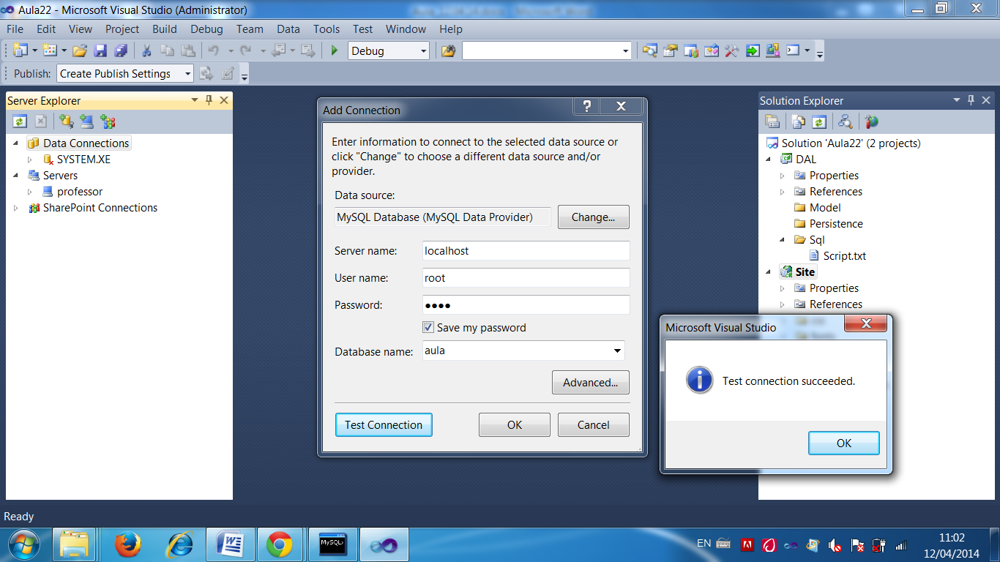 Aula22 - Microsoft Visual Studio (Administrator)
File Edit View Project Build Debug Team Data Tools Test Window Help
Debug
Publish: Create Publish Settings
Server Explorer
Data Connections
SYSTEM.XE
Servers
professor
SharePoint Connections
Add Connection
Enter information to connect to the selected data source or
click "Change" to choose a different data source and/or
provider.
Data source:
MySQL Database (MySQL Data Provider)
Change...
Server name: localhost
User name: root
Password: ●●●●
Save my password
Database name: aula
Advanced...
Test Connection OK Cancel
Solution Explorer
Solution 'Aula22' (2 projects)
DAL
Properties
References
Model
Persistence
Sql
Script.txt
Site
Properties
References
Microsoft Visual Studio
Test connection succeeded.
OK
Ready
MySQL>
EN
11:02
12/04/2014